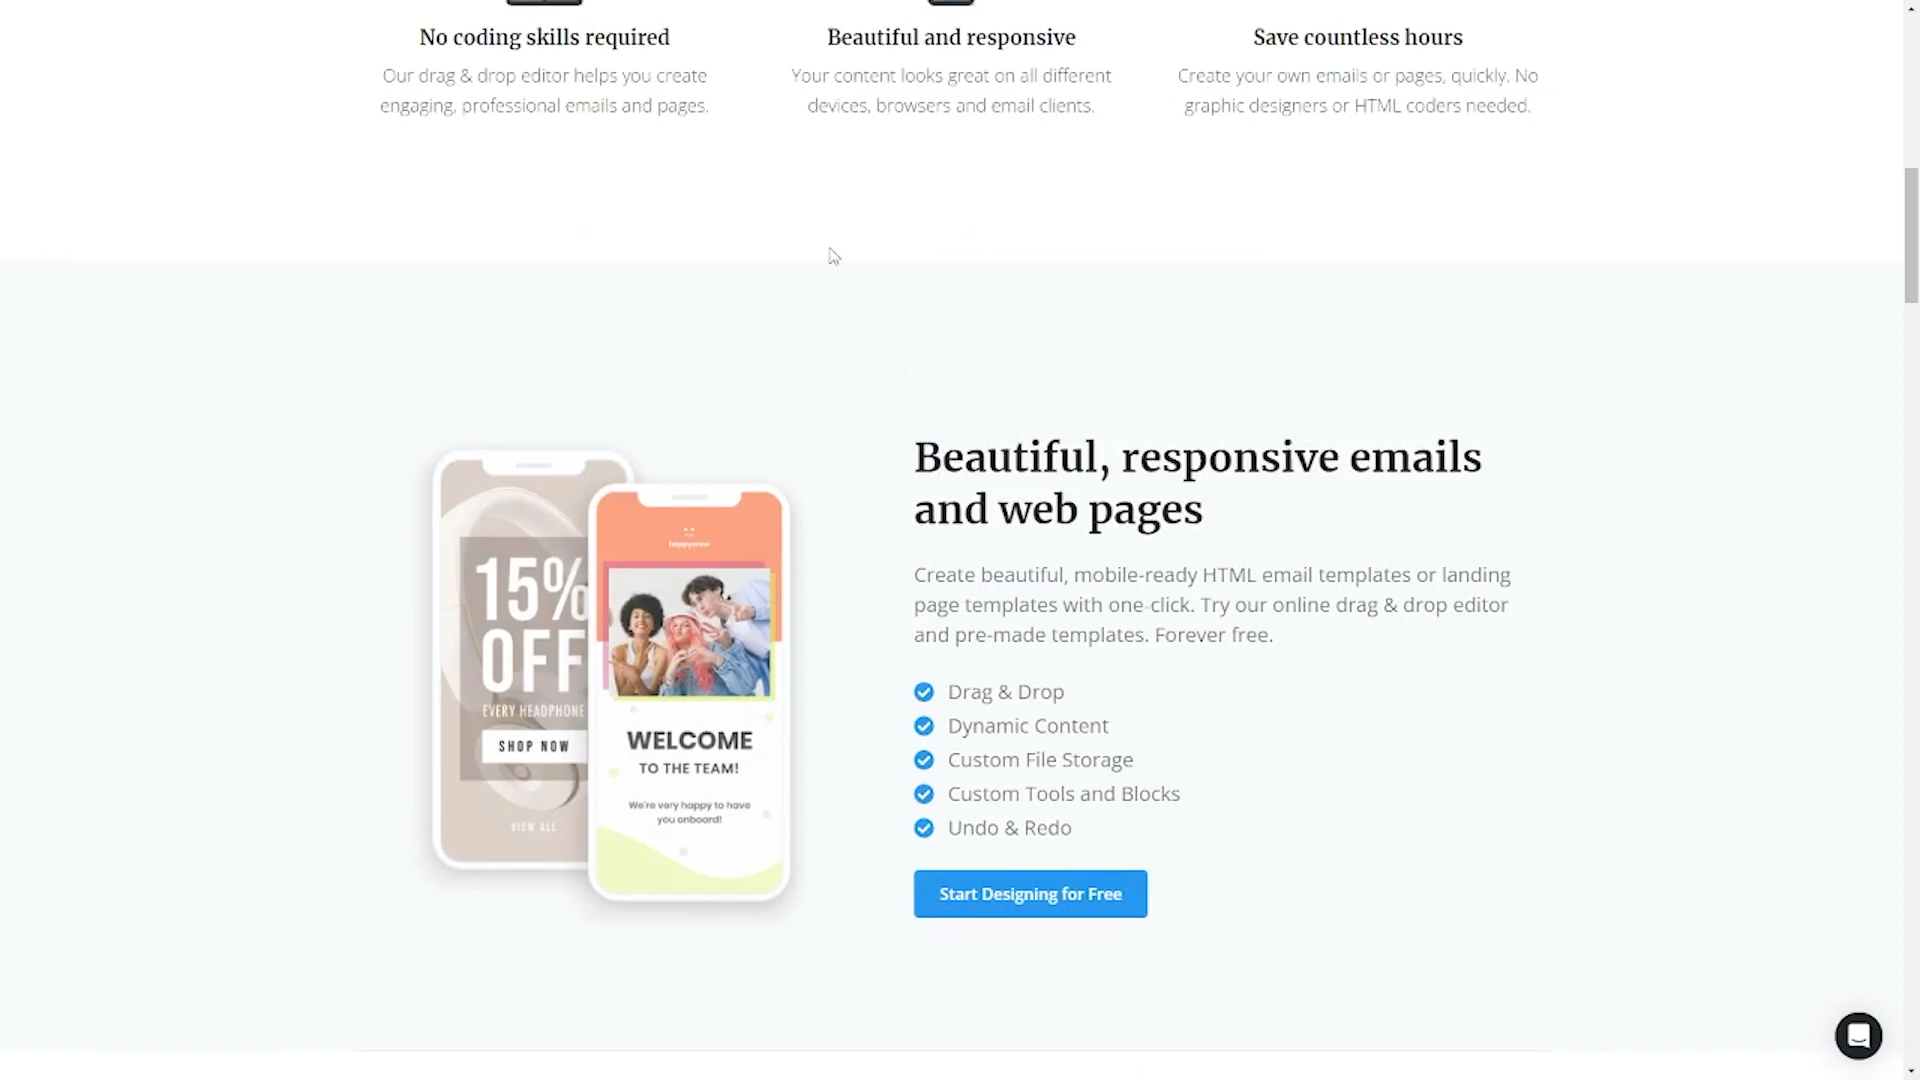 No coding skills required
Our drag & drop editor helps you create
engaging, professional emails and pages.
Beautiful and responsive
Your content looks great on all different
devices, browsers and email clients.
Save countless hours
Create your own emails or pages, quickly. No
graphic designers or HTML coders needed.
15%
OFF
EVERY HEADPHONE
SHOP NOW
VIEW ALL
WELCOME
TO THE TEAM!
We're very happy to have
you onboard!
Beautiful, responsive emails
and web pages
Create beautiful, mobile-ready HTML email templates or landing
page templates with one-click. Try our online drag & drop editor
and pre-made templates. Forever free.
Drag & Drop
Dynamic Content
Custom File Storage
Custom Tools and Blocks
Undo & Redo
Start Designing for Free